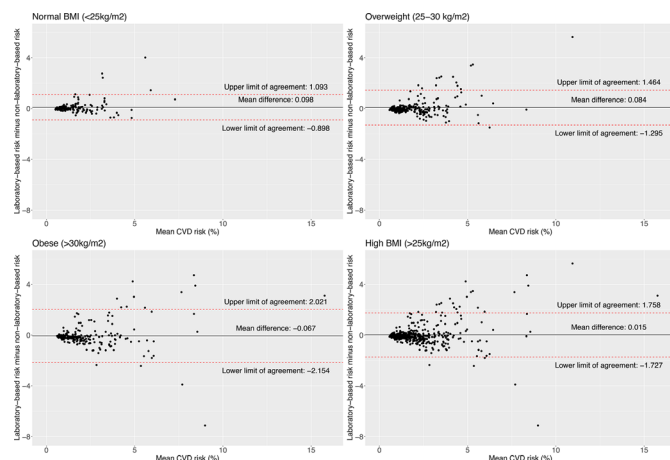 Normal BMI (<25kg/m2)
Laboratory-based risk minus non-laboratory-based risk
4
0
−4
−8
Upper limit of agreement: 1.093
Mean difference: 0.098
Lower limit of agreement: −0.898
0 5 10 15
Mean CVD risk (%)
Overweight (25−30 kg/m2)
Laboratory-based risk minus non-laboratory-based risk
4
0
−4
−8
Upper limit of agreement: 1.464
Mean difference: 0.084
Lower limit of agreement: −1.295
0 5 10 15
Mean CVD risk (%)
Obese (>30kg/m2)
Laboratory-based risk minus non-laboratory-based risk
4
0
−4
−8
Upper limit of agreement: 2.021
Mean difference: −0.067
Lower limit of agreement: −2.154
0 5 10 15
Mean CVD risk (%)
High BMI (>25kg/m2)
Laboratory-based risk minus non-laboratory-based risk
4
0
−4
−8
Upper limit of agreement: 1.758
Mean difference: 0.015
Lower limit of agreement: −1.727
0 5 10 15
Mean CVD risk (%)